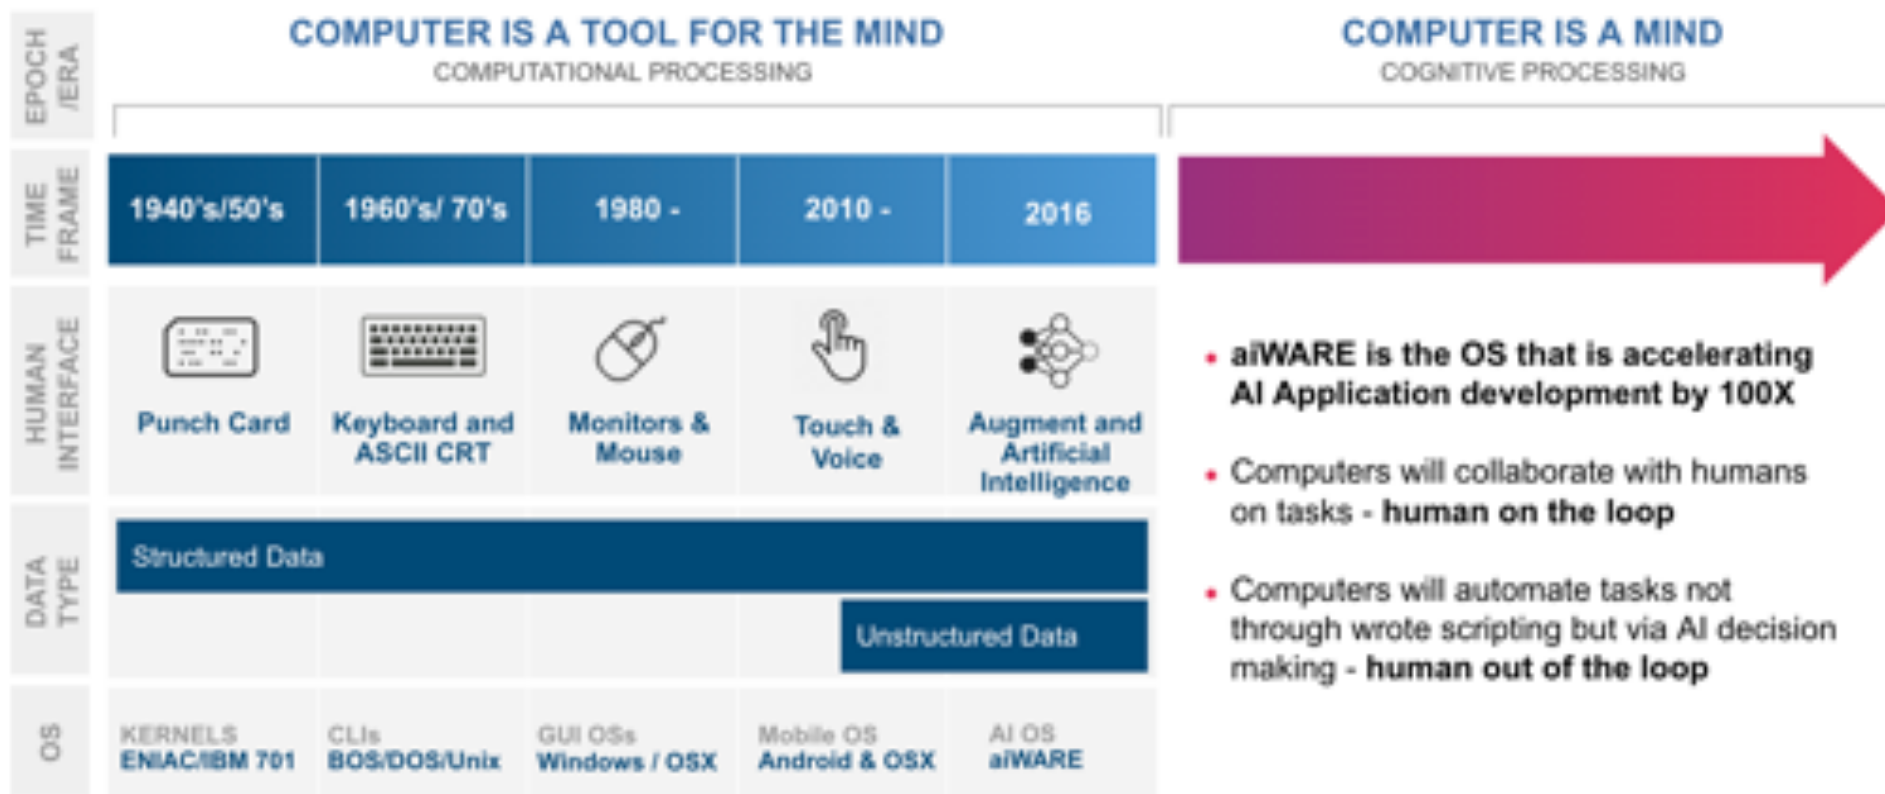 EPOCH
/ERA
COMPUTER IS A TOOL FOR THE MIND
COMPUTATIONAL PROCESSING
COMPUTER IS A MIND
COGNITIVE PROCESSING
TIME
FRAME
1940's/50's
1960's/ 70's
1980 -
2010 -
2016
HUMAN
INTERFACE
Punch Card
Keyboard and
ASCII CRT
Monitors &
Mouse
Touch &
Voice
Augment and
Artificial
Intelligence
DATA
TYPE
Structured Data
Unstructured Data
OS
KERNELS
ENIAC/IBM 701
CLIs
BOS/DOS/Unix
GUI OSs
Windows / OSX
Mobile OS
Android & OSX
AI OS
aiWARE
• aiWARE is the OS that is accelerating
AI Application development by 100X
• Computers will collaborate with humans
on tasks - human on the loop
• Computers will automate tasks not
through wrote scripting but via AI decision
making - human out of the loop